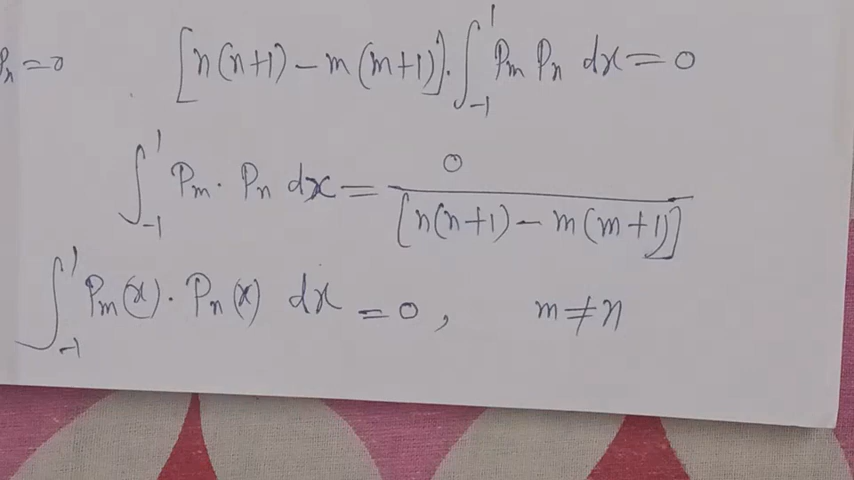 Pn = 0 [n(n+1) - m(m+1)]. ∫_{-1}^{1} Pm Pn dx = 0
∫_{-1}^{1} Pm . Pn dx = 0 / [n(n+1) - m(m+1)]
∫_{-1}^{1} Pm(x) . Pn(x) dx = 0, m ≠ n